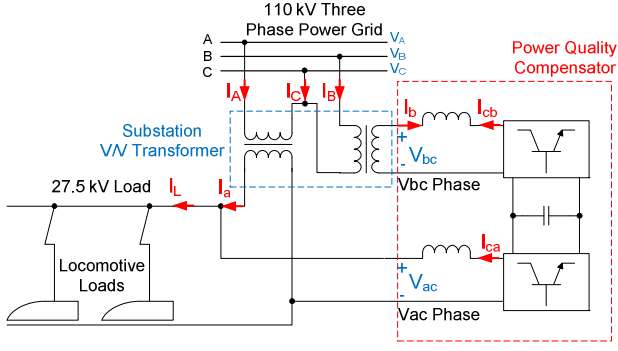 110 kV Three
Phase Power Grid
A
VA
B
VB
C
VC
Power Quality
Compensator
IA
IC
IB
Substation
V/V Transformer
Ib
Icb
+
Vbc
-
Vbc Phase
27.5 kV Load
IL
Ia
Locomotive
Loads
Ica
+
Vac
-
Vac Phase